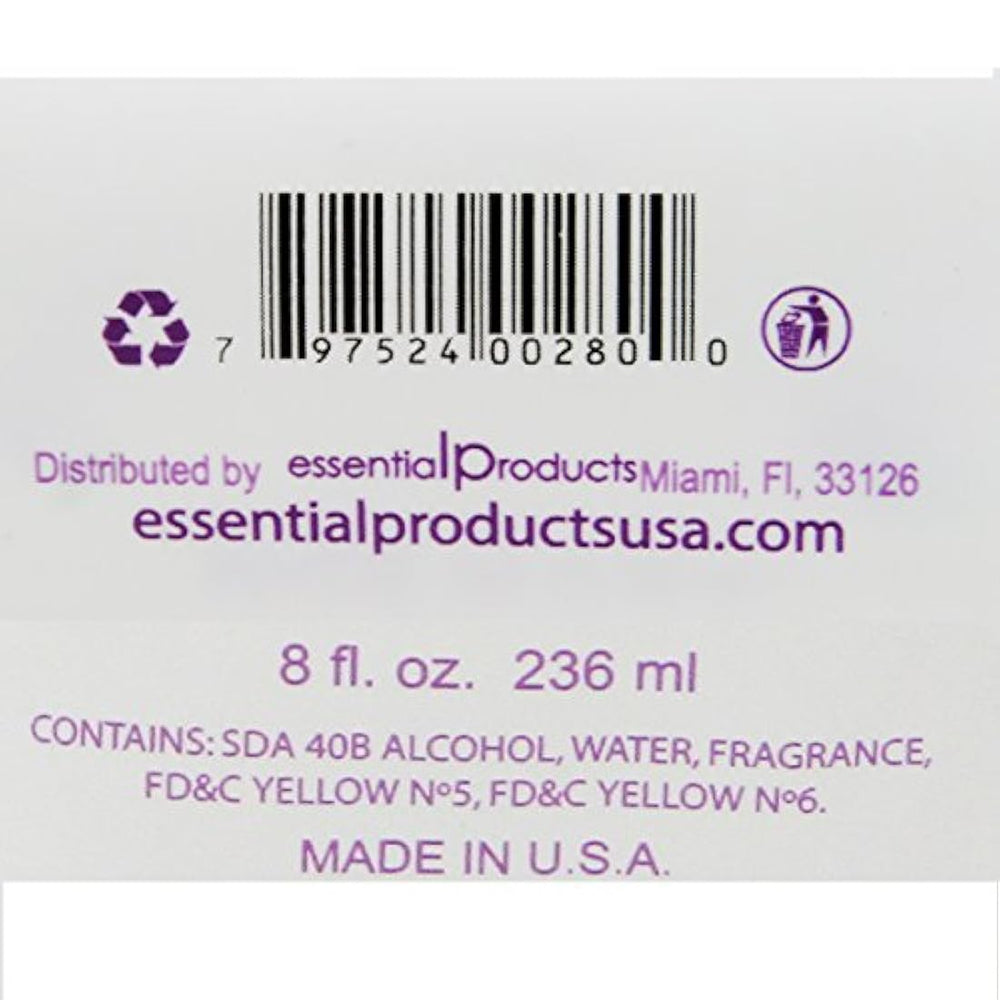 7 97524 00280 0
Distributed by essentialProducts Miami, Fl, 33126
essentialproductsusa.com
8 fl. oz. 236 ml
CONTAINS: SDA 40B ALCOHOL, WATER, FRAGRANCE,
FD&C YELLOW Nº5, FD&C YELLOW Nº6.
MADE IN U.S.A.